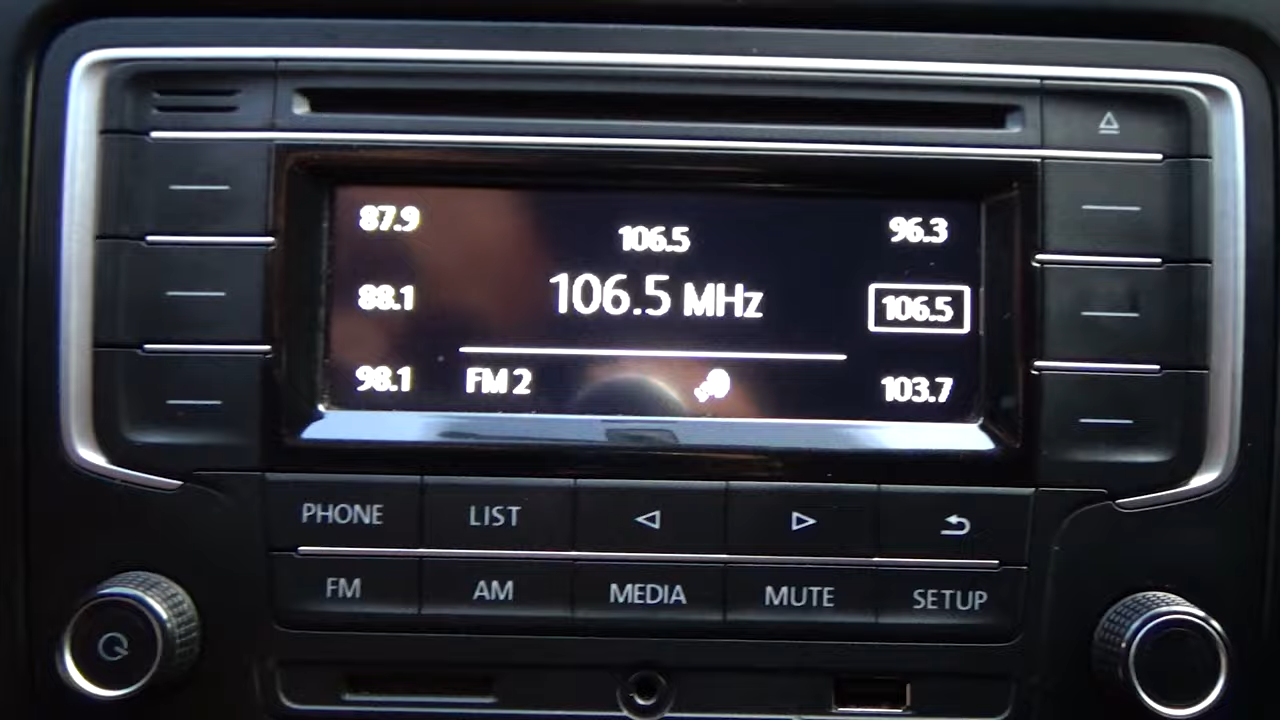 87.9
106.5
96.3
88.1
106.5 MHz
106.5
98.1
FM 2
103.7
PHONE
LIST
FM
AM
MEDIA
MUTE
SETUP